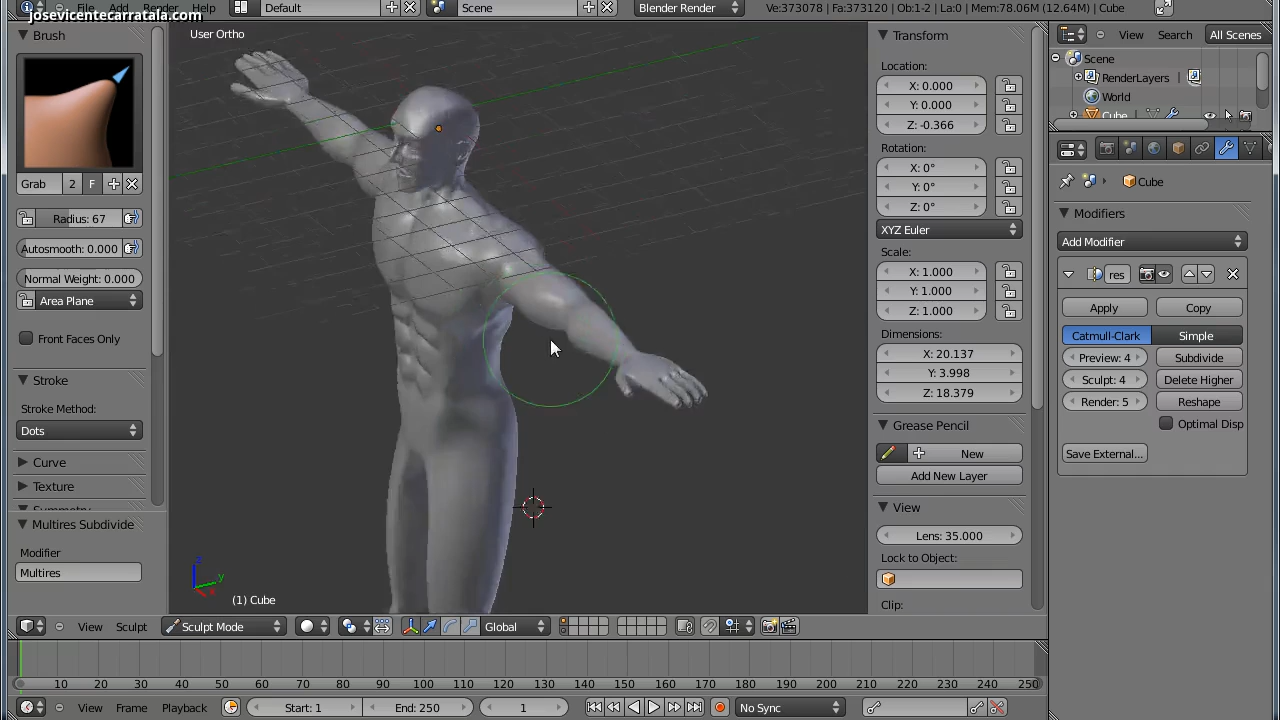 josevicentecarratala.com
File Add Render Help
Default
Scene
Blender Render
Ve:373078 | Fa:373120 | Ob:1-2 | La:0 | Mem:78.06M (12.64M) | Cube
Brush
Grab 2 F
Radius: 67
Autosmooth: 0.000
Normal Weight: 0.000
Area Plane
Front Faces Only
Stroke
Stroke Method:
Dots
Curve
Texture
Symmetry
Multires Subdivide
Modifier
Multires
User Ortho
z
y
x
(1) Cube
Transform
Location:
X: 0.000
Y: 0.000
Z: -0.366
Rotation:
X: 0°
Y: 0°
Z: 0°
XYZ Euler
Scale:
X: 1.000
Y: 1.000
Z: 1.000
Dimensions:
X: 20.137
Y: 3.998
Z: 18.379
Grease Pencil
New
Add New Layer
View
Lens: 35.000
Lock to Object:
Clip:
View Search All Scenes
Scene
RenderLayers |
World
Cube
Cube
Modifiers
Add Modifier
res
Apply Copy
Catmull-Clark Simple
Preview: 4 Subdivide
Sculpt: 4 Delete Higher
Render: 5 Reshape
Optimal Disp
Save External...
View Sculpt Sculpt Mode Global
10 20 30 40 50 60 70 80 90 100 110 120 130 140 150 160 170 180 190 200 210 220 230 240 250
View Frame Playback Start: 1 End: 250 1 No Sync